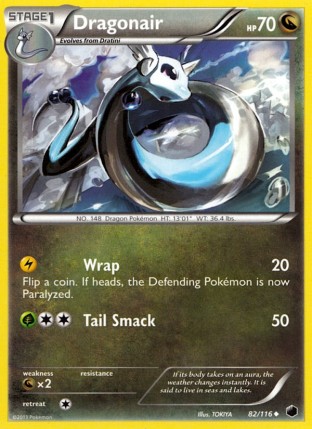 STAGE1
Dragonair HP70
Evolves from Dratini
NO. 148 Dragon Pokémon HT: 13'01" WT: 36.4 lbs.
Wrap 20
Flip a coin. If heads, the Defending Pokémon is now
Paralyzed.
Tail Smack 50
weakness resistance
×2
If its body takes on an aura, the
weather changes instantly. It is
said to live in seas and lakes.
retreat
Illus. TOKIYA 82/116
©2013 Pokémon